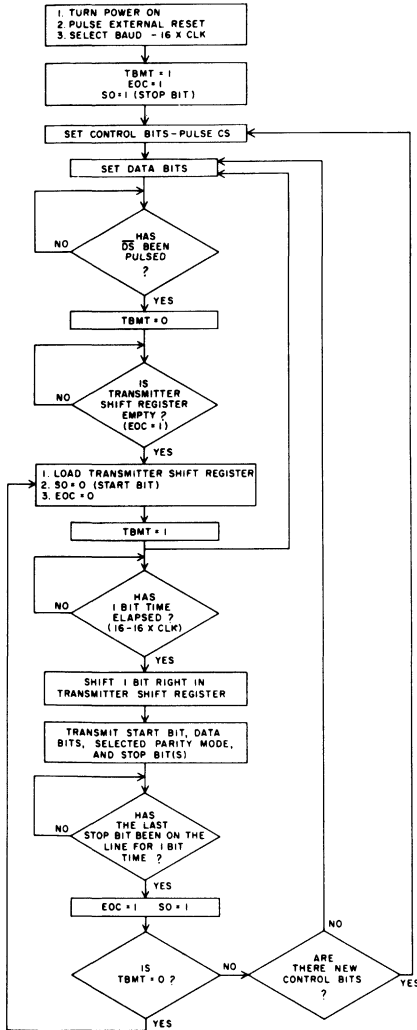 1. TURN POWER ON
2. PULSE EXTERNAL RESET
3. SELECT BAUD - 16 X CLK
TBMT = 1
EOC = 1
SO = 1 (STOP BIT)
SET CONTROL BITS - PULSE CS
SET DATA BITS
HAS
DS BEEN
PULSED
?
NO
YES
TBMT = 0
IS
TRANSMITTER
SHIFT REGISTER
EMPTY ?
(EOC = 1)
NO
YES
1. LOAD TRANSMITTER SHIFT REGISTER
2. SO = 0 (START BIT)
3. EOC = 0
TBMT = 1
HAS
1 BIT TIME
ELAPSED ?
(16-16 X CLK)
NO
YES
SHIFT 1 BIT RIGHT IN
TRANSMITTER SHIFT REGISTER
TRANSMIT START BIT, DATA
BITS, SELECTED PARITY MODE,
AND STOP BIT(S)
HAS
THE LAST
STOP BIT BEEN ON THE
LINE FOR 1 BIT
TIME ?
NO
YES
EOC = 1 SO = 1
IS
TBMT = 0 ?
NO
YES
ARE
THERE NEW
CONTROL BITS
?
NO
YES